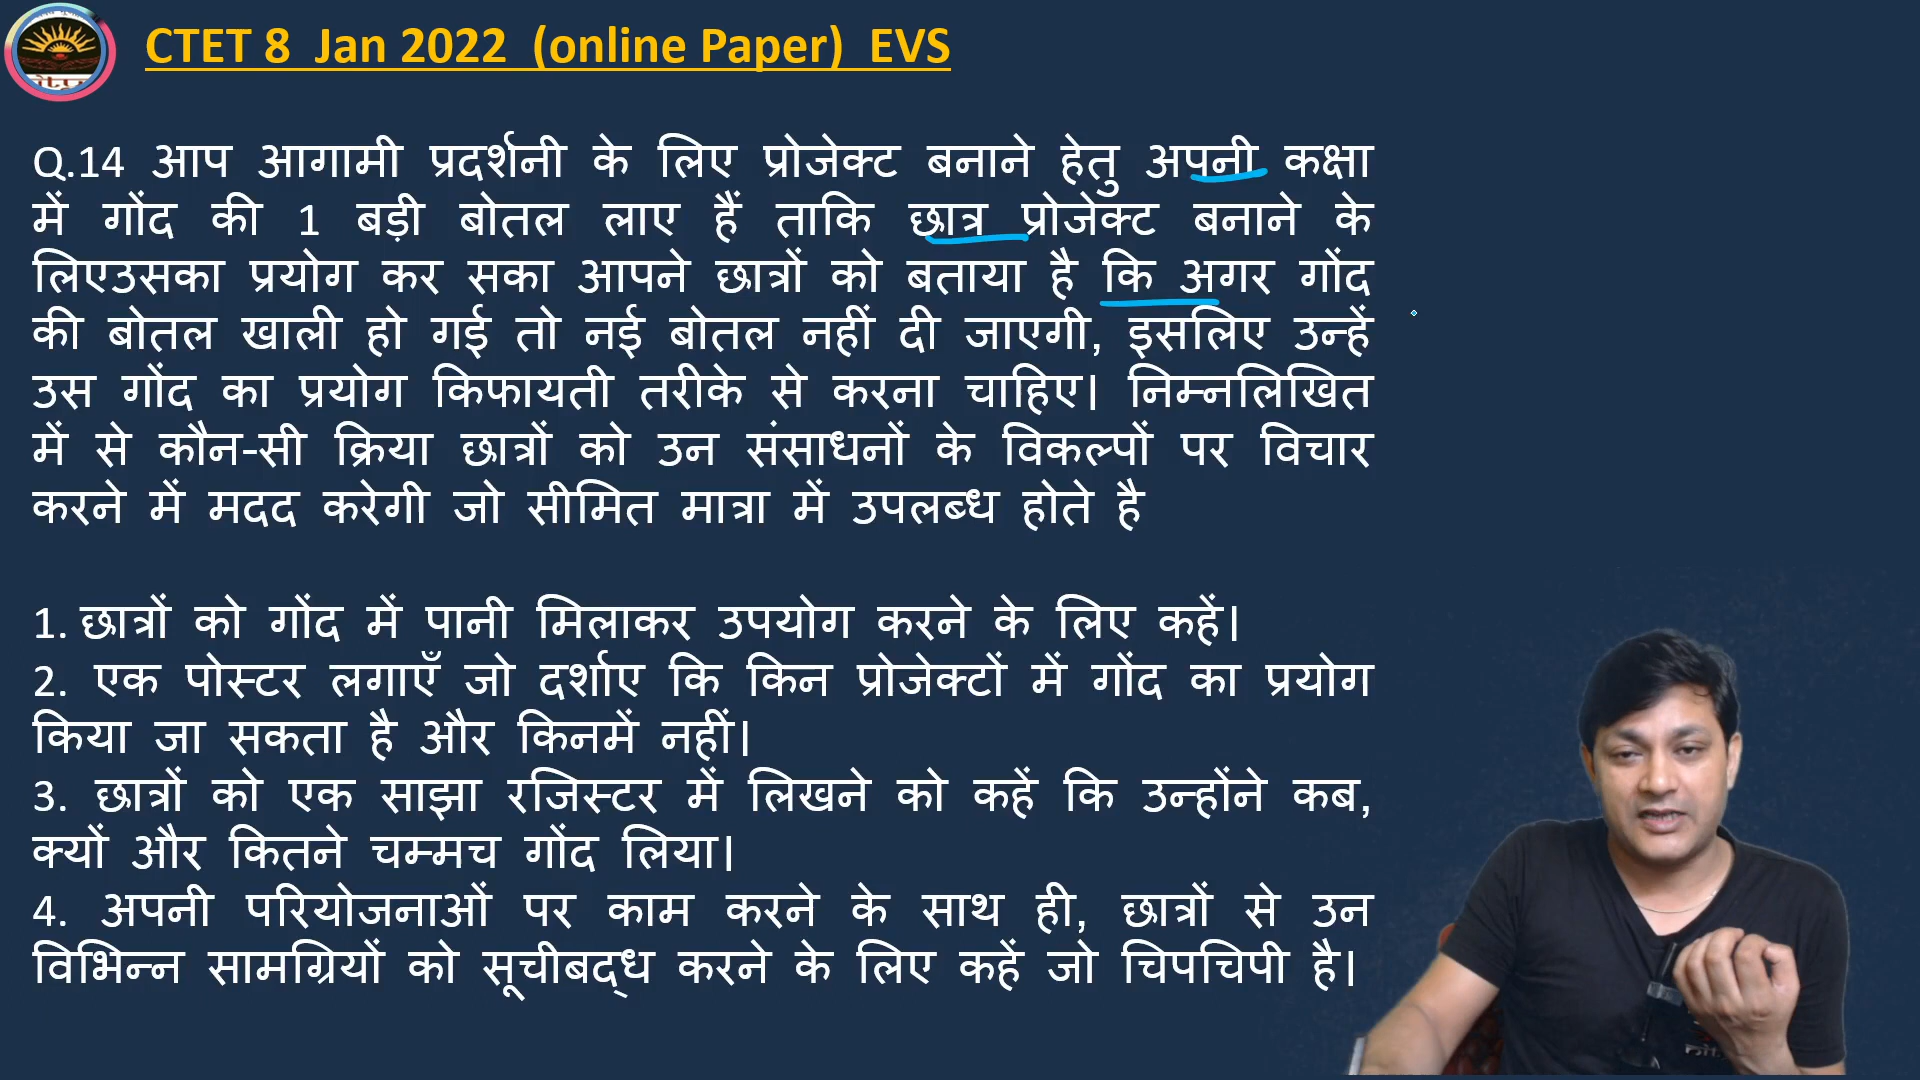 CTET 8 Jan 2022 (online Paper) EVS
Q.14 आप आगामी प्रदर्शनी के लिए प्रोजेक्ट बनाने हेतु अपनी कक्षा
में गोंद की 1 बड़ी बोतल लाए हैं ताकि छात्र प्रोजेक्ट बनाने के
लिएउसका प्रयोग कर सका आपने छात्रों को बताया है कि अगर गोंद
की बोतल खाली हो गई तो नई बोतल नहीं दी जाएगी, इसलिए उन्हें
उस गोंद का प्रयोग किफायती तरीके से करना चाहिए। निम्नलिखित
में से कौन-सी क्रिया छात्रों को उन संसाधनों के विकल्पों पर विचार
करने में मदद करेगी जो सीमित मात्रा में उपलब्ध होते है
1. छात्रों को गोंद में पानी मिलाकर उपयोग करने के लिए कहें।
2. एक पोस्टर लगाएँ जो दर्शाए कि किन प्रोजेक्टों में गोंद का प्रयोग
किया जा सकता है और किनमें नहीं।
3. छात्रों को एक साझा रजिस्टर में लिखने को कहें कि उन्होंने कब,
क्यों और कितने चम्मच गोंद लिया।
4. अपनी परियोजनाओं पर काम करने के साथ ही, छात्रों से उन
विभिन्न सामग्रियों को सूचीबद्ध करने के लिए कहें जो चिपचिपी है।